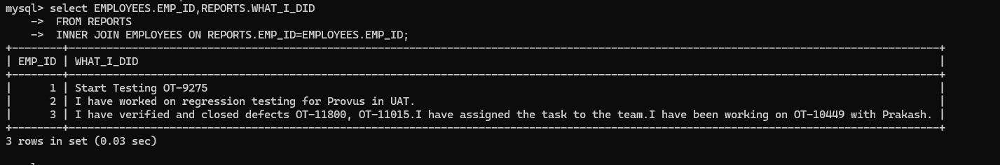 mysql> select EMPLOYEES.EMP_ID,REPORTS.WHAT_I_DID
    ->  FROM REPORTS
    ->  INNER JOIN EMPLOYEES ON REPORTS.EMP_ID=EMPLOYEES.EMP_ID;
| EMP_ID | WHAT_I_DID |
| 1 | Start Testing OT-9275 |
| 2 | I have worked on regression testing for Provus in UAT. |
| 3 | I have verified and closed defects OT-11800, OT-11015.I have assigned the task to the team.I have been working on OT-10449 with Prakash. |
3 rows in set (0.03 sec)